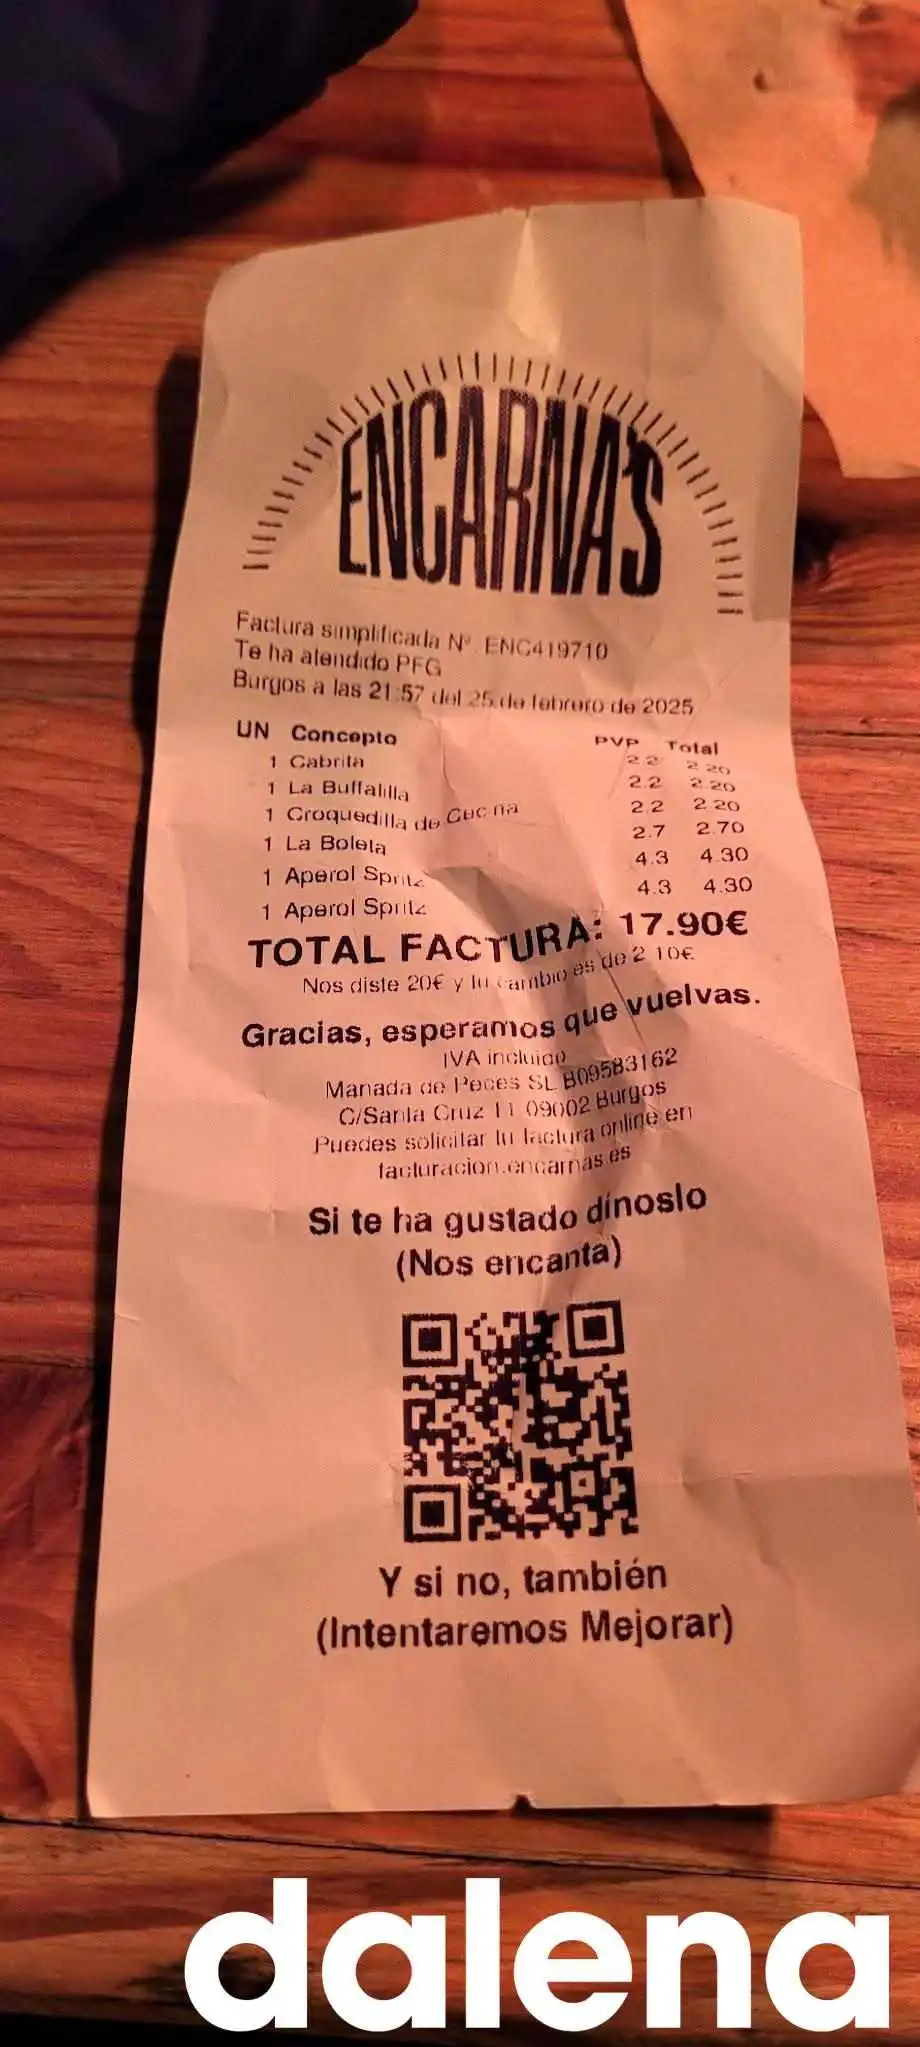 ENCARNA'S
Factura simplificada Nº ENC419710
Te ha atendido PFG
Burgos a las 21:57 del 25 de febrero de 2025
UN Concepto PVP Total
1 Cabrita 2.2 2.20
1 La Buffalilla 2.2 2.20
1 Croquedilla de Cecina 2.2 2.20
1 La Boleta 2.7 2.70
1 Aperol Spritz 4.3 4.30
1 Aperol Spritz 4.3 4.30
TOTAL FACTURA: 17.90€
Nos diste 20€ y tu cambio es de 2.10€
Gracias, esperamos que vuelvas.
IVA incluido
Manada de Peces SL B09583162
C/Santa Cruz 11 09002 Burgos
Puedes solicitar tu factura online en
facturacion.encarnas.es
Si te ha gustado dínoslo
(Nos encanta)
Y si no, también
(Intentaremos Mejorar)
dalena